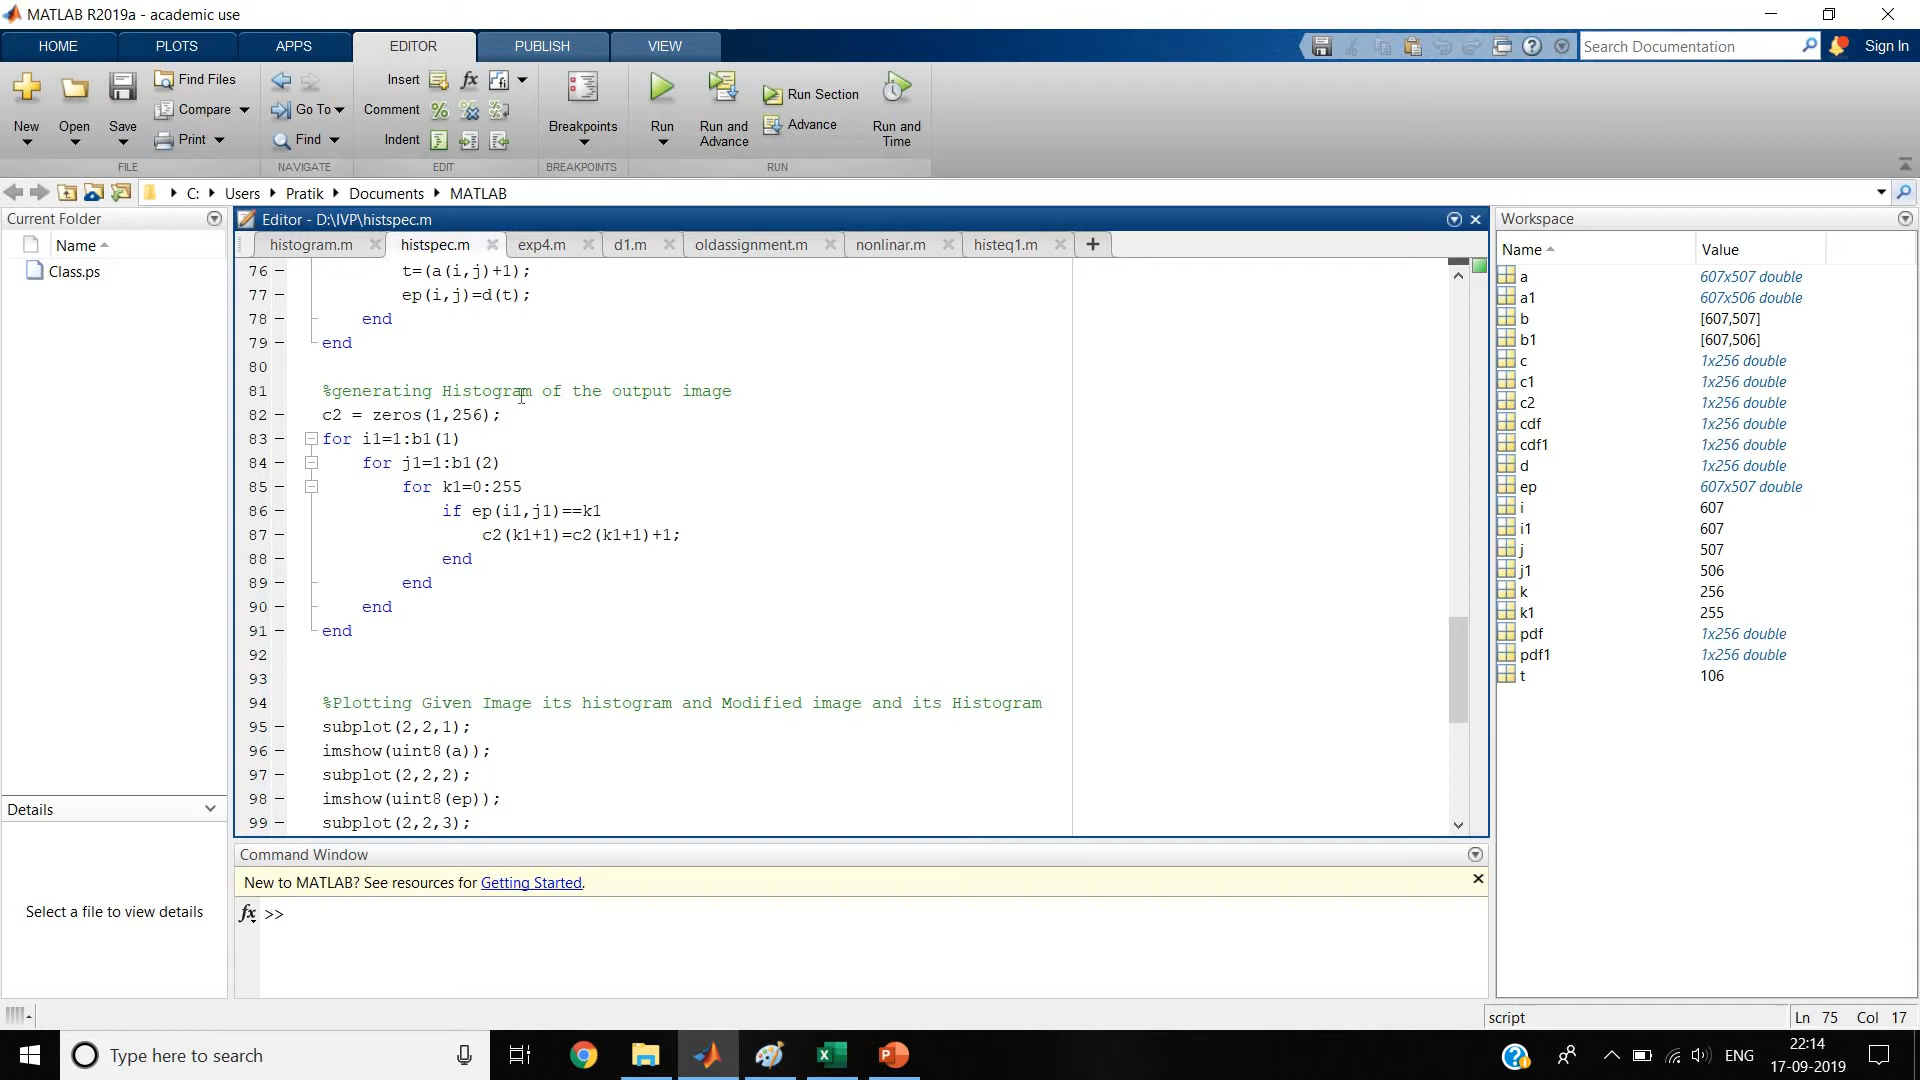 MATLAB R2019a - academic use
HOME PLOTS APPS EDITOR PUBLISH VIEW
Search Documentation
Sign In
New
Open
Save
Find Files
Compare
Print
FILE
Go To
Find
NAVIGATE
Insert
Comment
Indent
fx
EDIT
Breakpoints
BREAKPOINTS
Run
Run and
Advance
Run Section
Advance
Run and
Time
RUN
C: Users Pratik Documents MATLAB
Current Folder
Name
Class.ps
Details
Select a file to view details
Editor - D:\IVP\histspec.m
histogram.m histspec.m exp4.m d1.m oldassignment.m nonlinar.m histeq1.m
76 t=(a(i,j)+1);
77 ep(i,j)=d(t);
78 end
79 end
80
81 %generating Histogram of the output image
82 c2 = zeros(1,256);
83 for i1=1:b1(1)
84 for j1=1:b1(2)
85 for k1=0:255
86 if ep(i1,j1)==k1
87 c2(k1+1)=c2(k1+1)+1;
88 end
89 end
90 end
91 end
92
93
94 %Plotting Given Image its histogram and Modified image and its Histogram
95 subplot(2,2,1);
96 imshow(uint8(a));
97 subplot(2,2,2);
98 imshow(uint8(ep));
99 subplot(2,2,3);
Command Window
New to MATLAB? See resources for Getting Started.
fx >>
Workspace
Name Value
a 607x507 double
a1 607x506 double
b [607,507]
b1 [607,506]
c 1x256 double
c1 1x256 double
c2 1x256 double
cdf 1x256 double
cdf1 1x256 double
d 1x256 double
ep 607x507 double
i 607
i1 607
j 507
j1 506
k 256
k1 255
pdf 1x256 double
pdf1 1x256 double
t 106
script
Ln 75 Col 17
Type here to search
ENG
22:14
17-09-2019